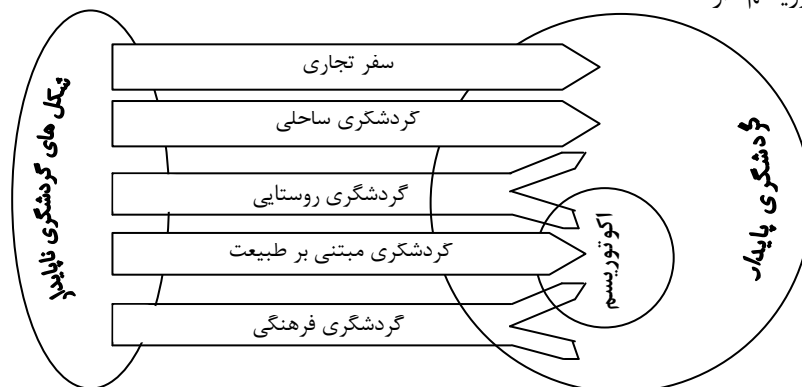 سفر تجاری
گردشگری ساحلی
گردشگری روستایی
گردشگری مبتنی بر طبیعت
گردشگری فرهنگی
شکل های گردشگری ناپایدار
گردشگری پایدار
اکوتوریسم